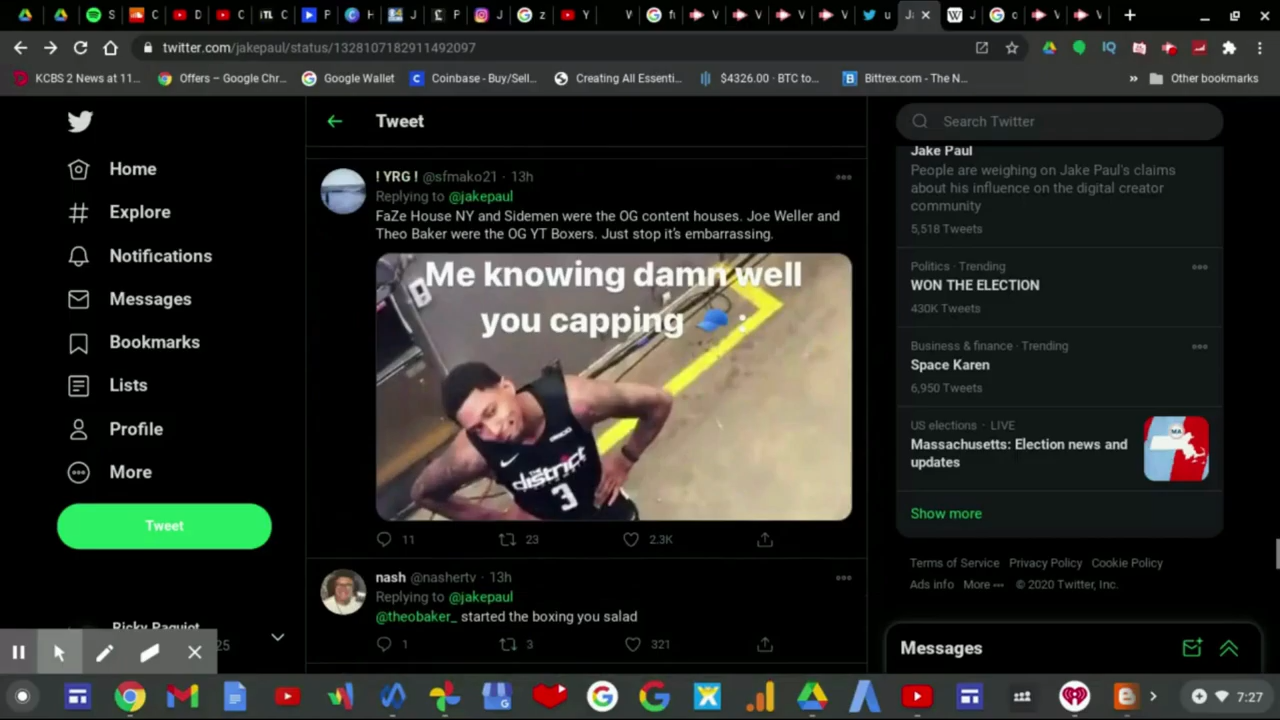 twitter.com/jakepaul/status/1328107182911492097
KCBS 2 News at 11...
Offers – Google Chr...
Google Wallet
Coinbase - Buy/Sell...
Creating All Essenti...
$4326.00 · BTC to...
Bittrex.com - The N...
» Other bookmarks
Home
Explore
Notifications
Messages
Bookmarks
Lists
Profile
More
Tweet
Tweet
! YRG ! @sfmako21 · 13h
Replying to @jakepaul
FaZe House NY and Sidemen were the OG content houses. Joe Weller and
Theo Baker were the OG YT Boxers. Just stop it's embarrassing.
Me knowing damn well
you capping 🧢 :
GEICO
THE
district
3
11 23 2.3K
nash @nashertv · 13h
Replying to @jakepaul
@theobaker_ started the boxing you salad
1 3 321
Search Twitter
Jake Paul
People are weighing on Jake Paul's claims
about his influence on the digital creator
community
5,518 Tweets
Politics · Trending
WON THE ELECTION
430K Tweets
Business & finance · Trending
Space Karen
6,950 Tweets
US elections · LIVE
Massachusetts: Election news and
updates
MA
Show more
Terms of Service Privacy Policy Cookie Policy
Ads info More ••• © 2020 Twitter, Inc.
Messages
7:27